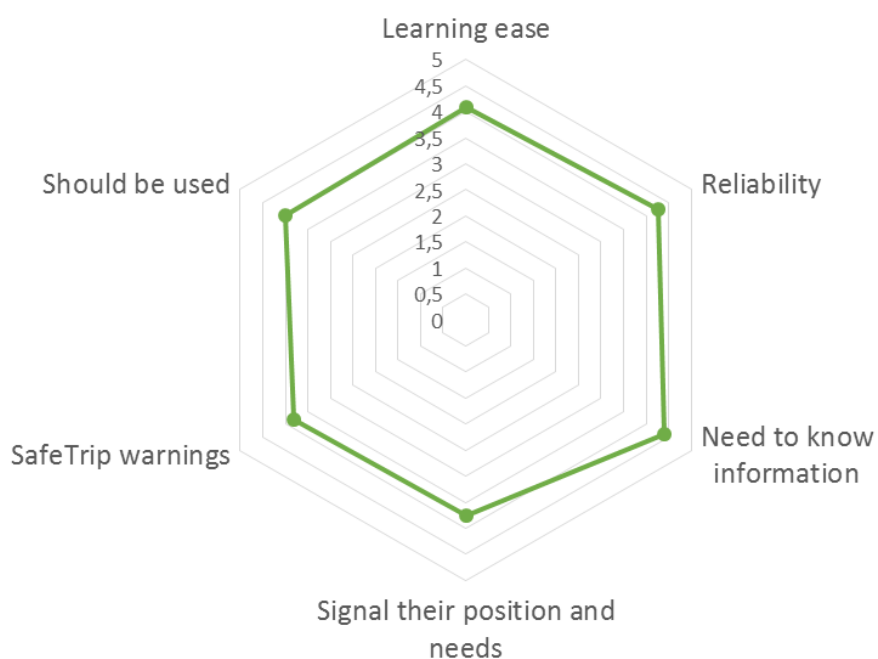 Learning ease
5
4,5
4
3,5
3
2,5
2
1,5
1
0,5
0
Should be used
Reliability
SafeTrip warnings
Need to know
information
Signal their position and
needs